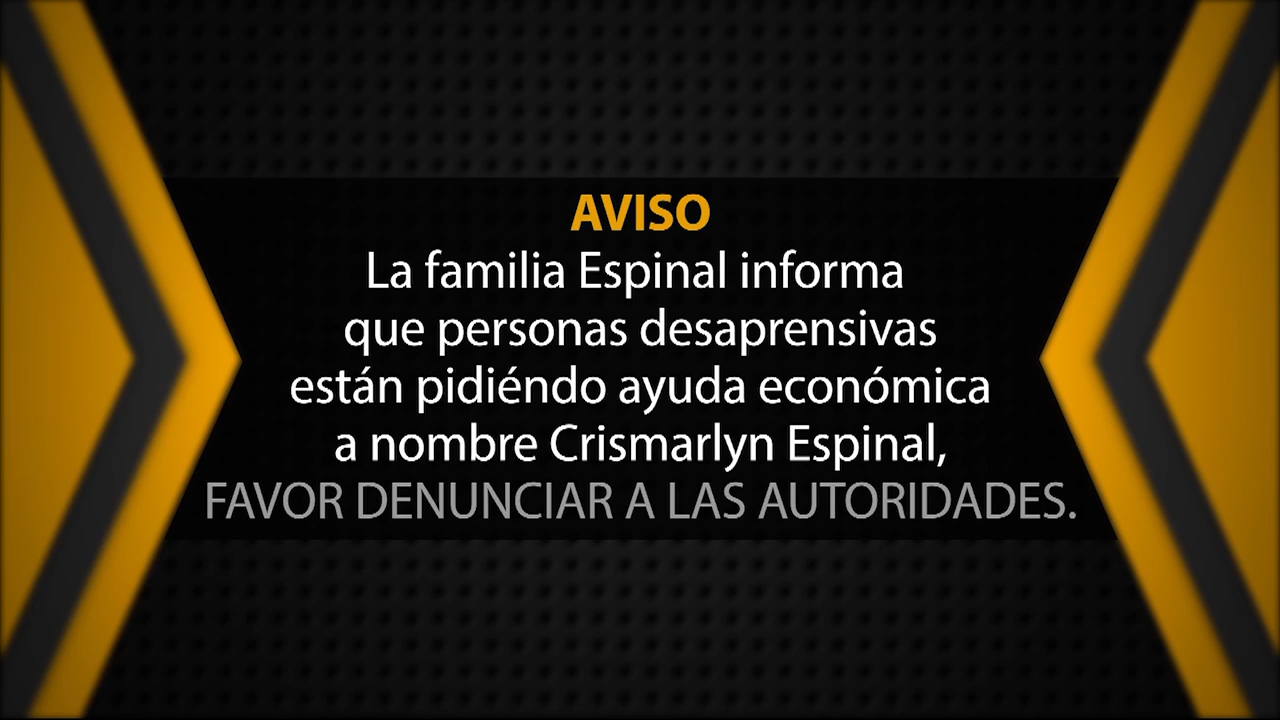 AVISO
La familia Espinal informa
que personas desaprensivas
están pidiéndo ayuda económica
a nombre Crismarlyn Espinal,
FAVOR DENUNCIAR A LAS AUTORIDADES.